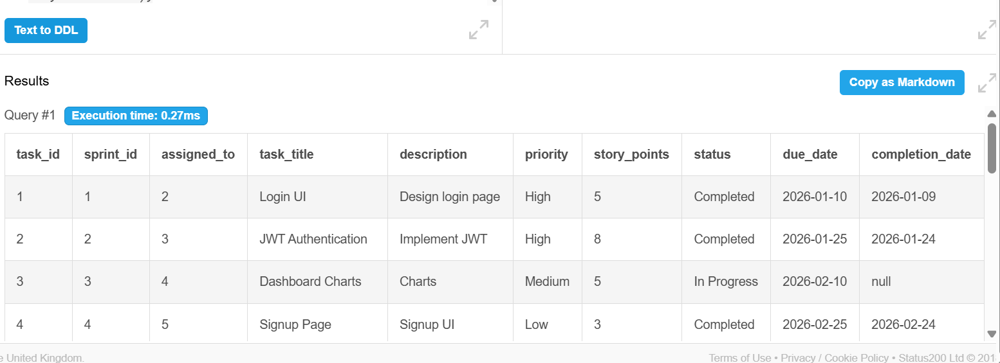 Text to DDL
Results
Copy as Markdown
Query #1 Execution time: 0.27ms
task_id sprint_id assigned_to task_title description priority story_points status due_date completion_date
1 1 2 Login UI Design login page High 5 Completed 2026-01-10 2026-01-09
2 2 3 JWT Authentication Implement JWT High 8 Completed 2026-01-25 2026-01-24
3 3 4 Dashboard Charts Charts Medium 5 In Progress 2026-02-10 null
4 4 5 Signup Page Signup UI Low 3 Completed 2026-02-25 2026-02-24
United Kingdom.
Terms of Use • Privacy / Cookie Policy • Status200 Ltd ©